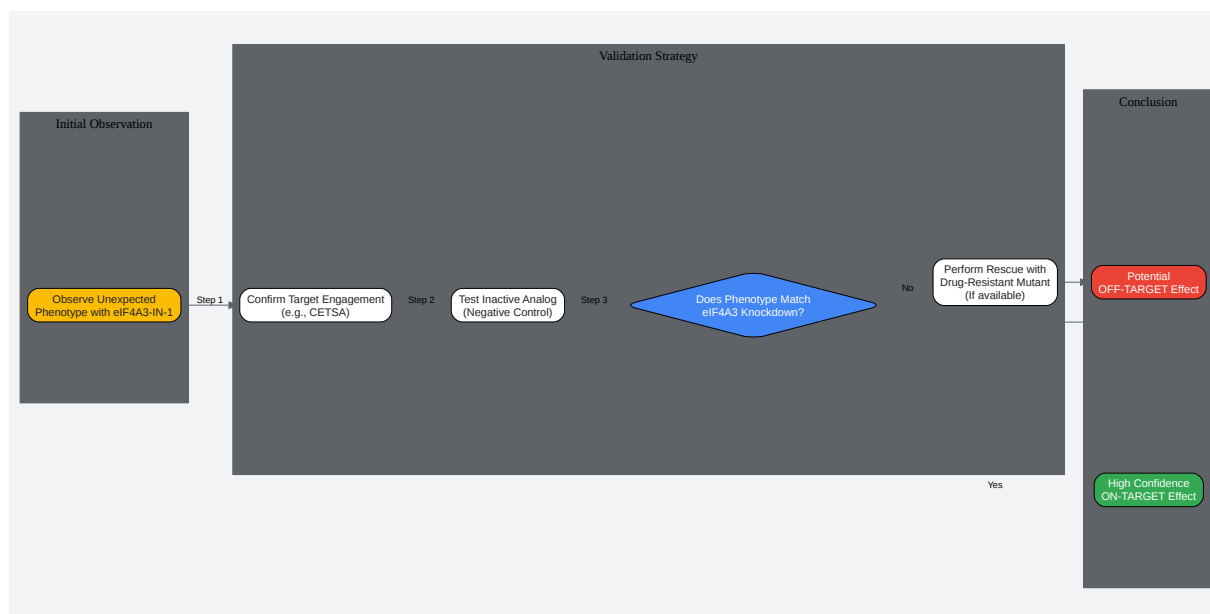 Validation Strategy
Conclusion
Initial Observation
Observe Unexpected
Phenotype with eIF4A3-IN-1
Step 1
Confirm Target Engagement
(e.g., CETSA)
Step 2
Test Inactive Analog
(Negative Control)
Step 3
Does Phenotype Match
eIF4A3 Knockdown?
No
Perform Rescue with
Drug-Resistant Mutant
(If available)
Potential
OFF-TARGET Effect
Yes
High Confidence
ON-TARGET Effect